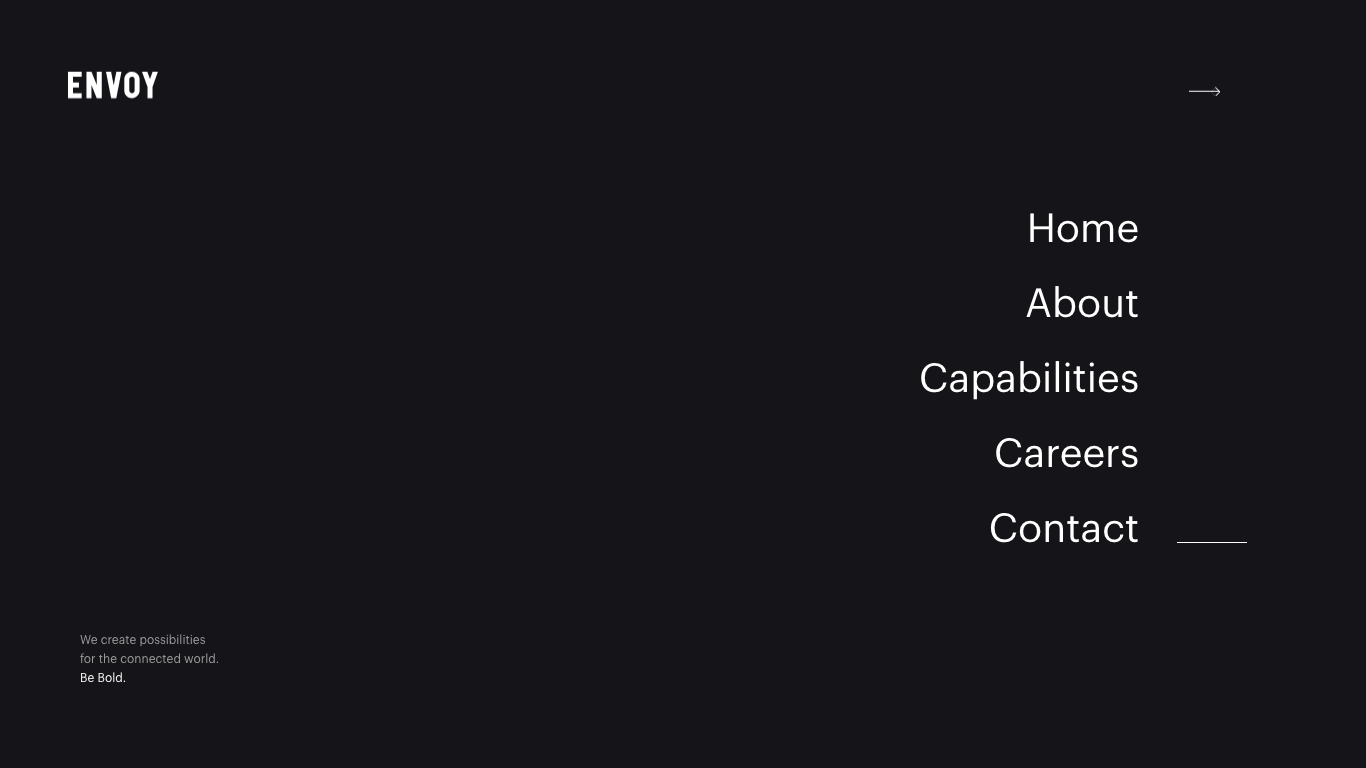 ENVOY
Home
About
Capabilities
Careers
Contact
We create possibilities
for the connected world.
Be Bold.